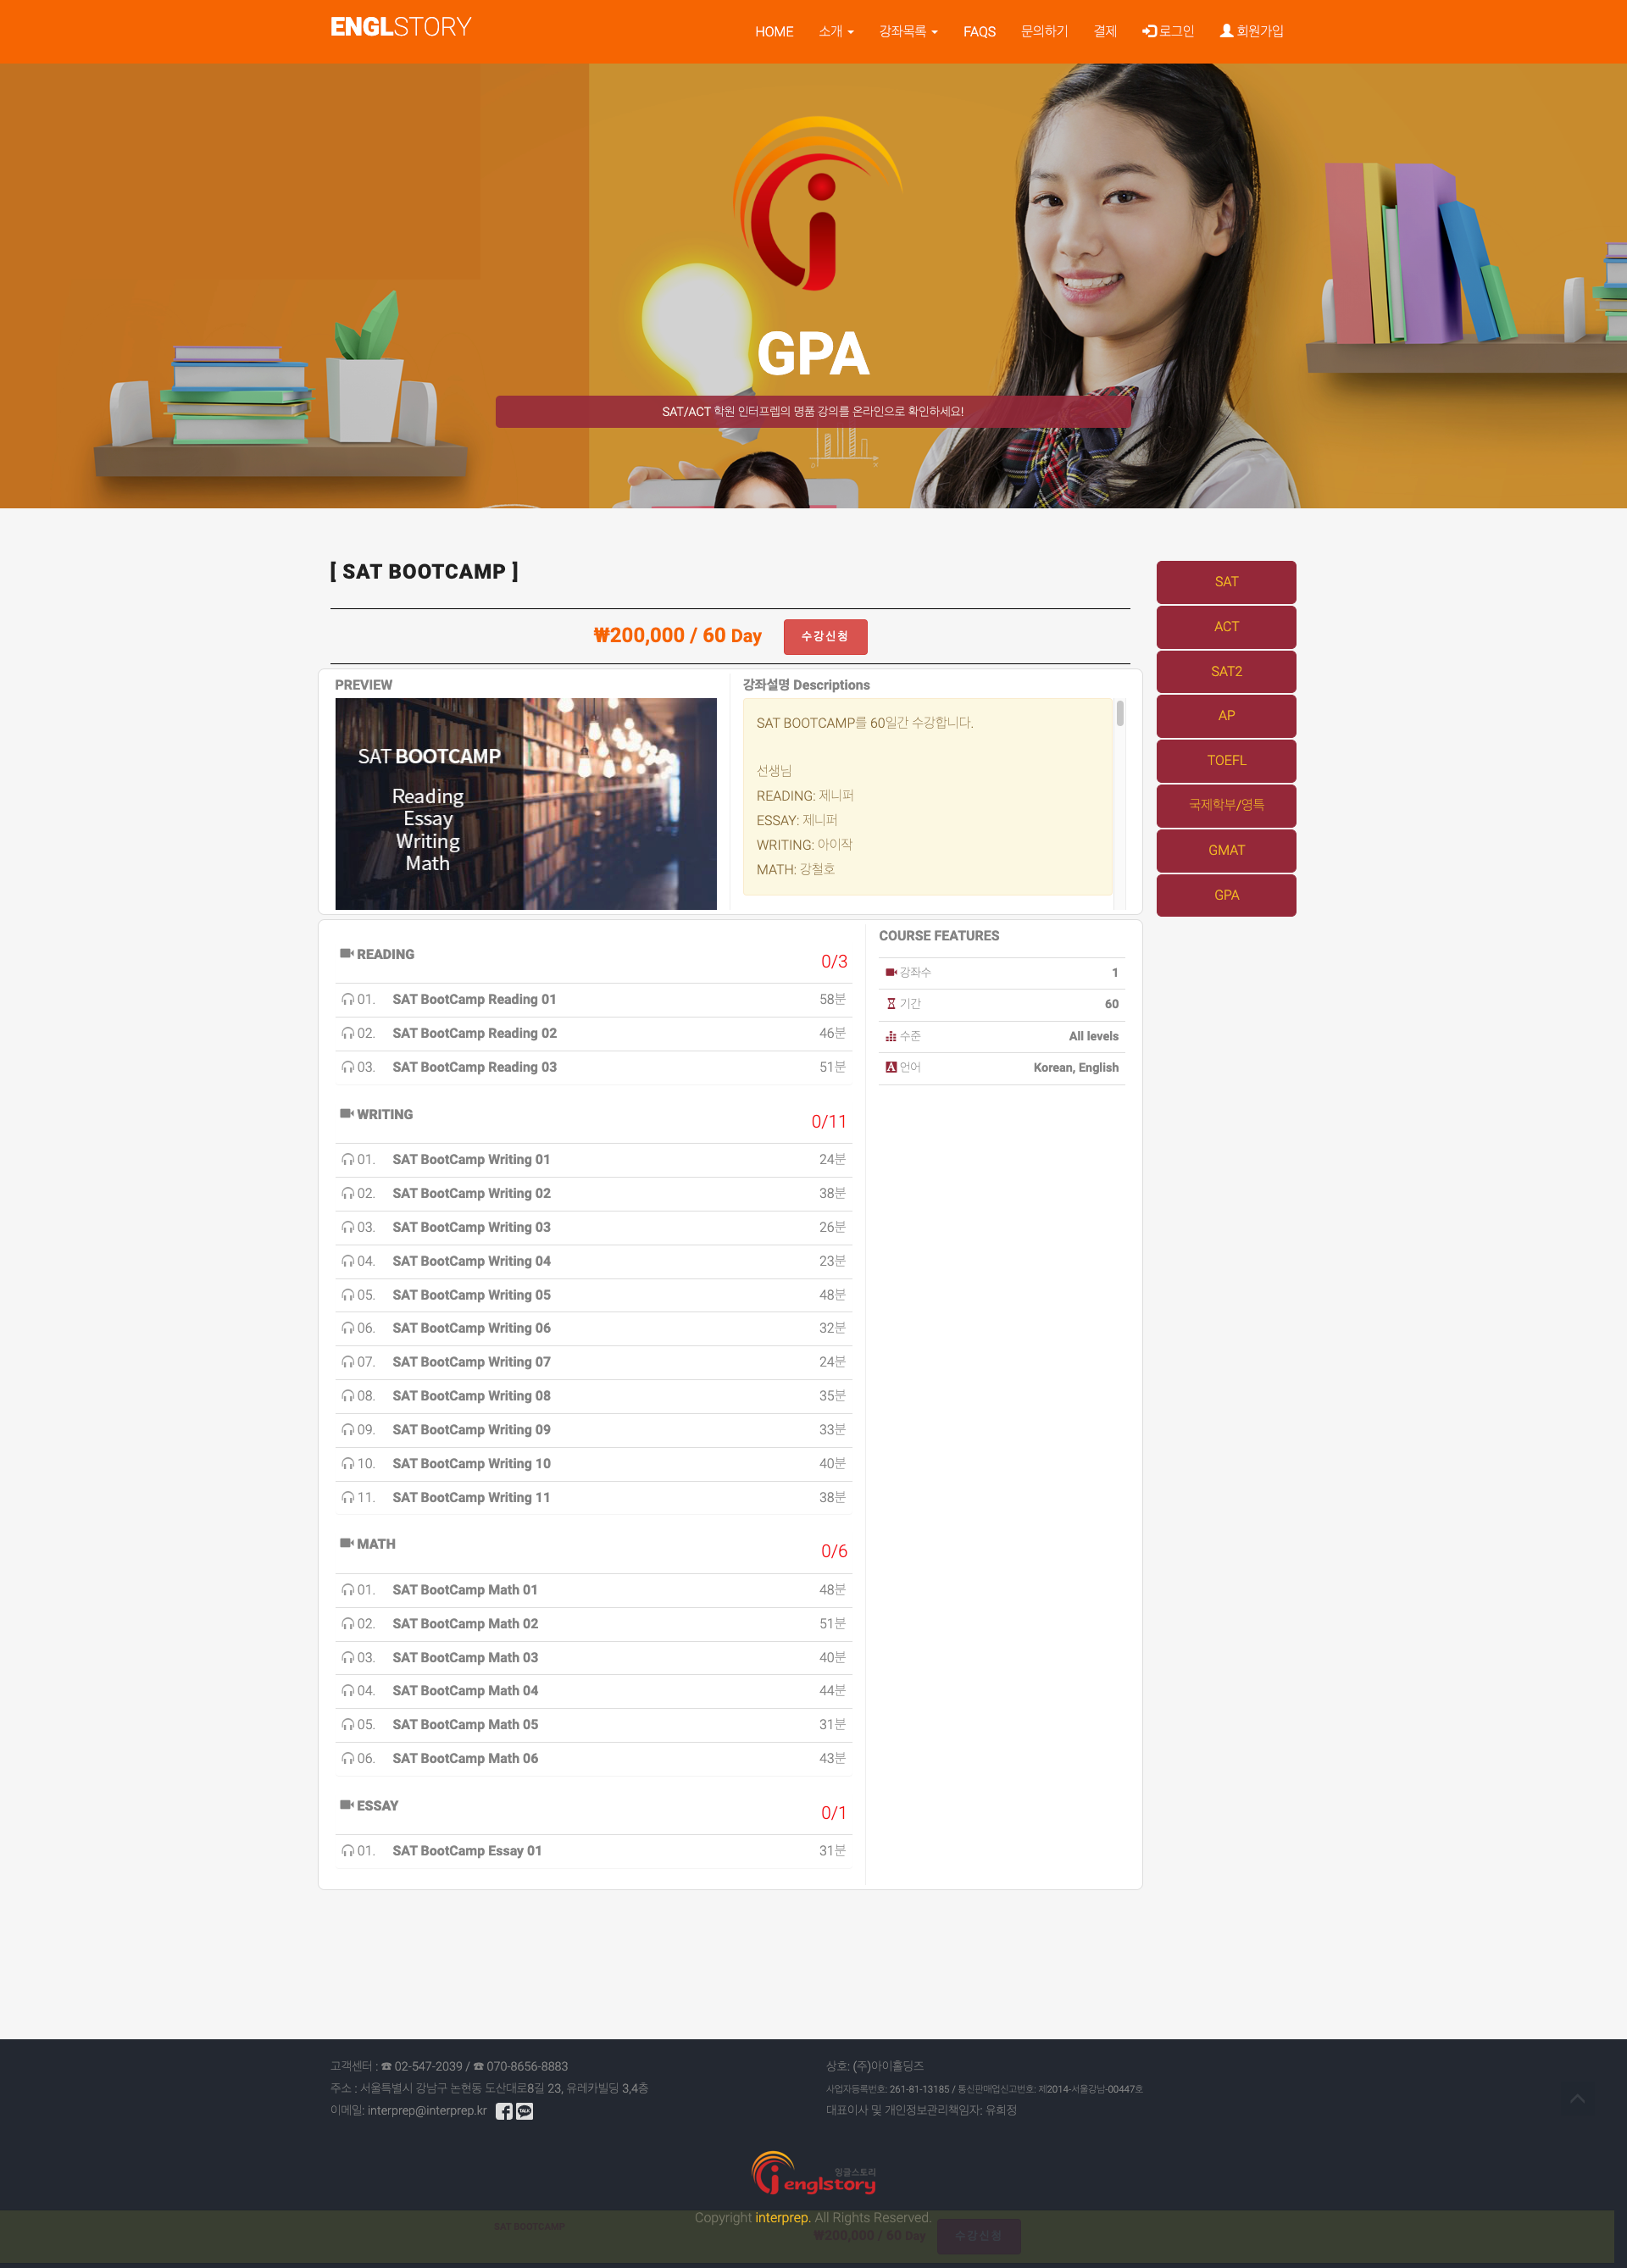 ENGLSTORY
HOME 소개 강좌목록 FAQS 문의하기 결제 로그인 회원가입
GPA
SAT/ACT 학원 인터프렙의 명품 강의를 온라인으로 확인하세요!
[ SAT BOOTCAMP ]
₩200,000 / 60 Day 수강신청
SAT
ACT
SAT2
AP
TOEFL
국제학부/영특
GMAT
GPA
PREVIEW
SAT BOOTCAMP
Reading
Essay
Writing
Math
강좌설명 Descriptions
SAT BOOTCAMP를 60일간 수강합니다.
선생님
READING: 제니퍼
ESSAY: 제니퍼
WRITING: 아이작
MATH: 강철호
READING 0/3
01. SAT BootCamp Reading 01 58분
02. SAT BootCamp Reading 02 46분
03. SAT BootCamp Reading 03 51분
WRITING 0/11
01. SAT BootCamp Writing 01 24분
02. SAT BootCamp Writing 02 38분
03. SAT BootCamp Writing 03 26분
04. SAT BootCamp Writing 04 23분
05. SAT BootCamp Writing 05 48분
06. SAT BootCamp Writing 06 32분
07. SAT BootCamp Writing 07 24분
08. SAT BootCamp Writing 08 35분
09. SAT BootCamp Writing 09 33분
10. SAT BootCamp Writing 10 40분
11. SAT BootCamp Writing 11 38분
MATH 0/6
01. SAT BootCamp Math 01 48분
02. SAT BootCamp Math 02 51분
03. SAT BootCamp Math 03 40분
04. SAT BootCamp Math 04 44분
05. SAT BootCamp Math 05 31분
06. SAT BootCamp Math 06 43분
ESSAY 0/1
01. SAT BootCamp Essay 01 31분
COURSE FEATURES
강좌수 1
기간 60
수준 All levels
언어 Korean, English
고객센터 : ☎ 02-547-2039 / ☎ 070-8656-8883
주소 : 서울특별시 강남구 논현동 도산대로8길 23, 유레카빌딩 3,4층
이메일: interprep@interprep.kr
TALK
상호: (주)아이홀딩즈
사업자등록번호: 261-81-13185 / 통신판매업신고번호: 제2014-서울강남-00447호
대표이사 및 개인정보관리책임자: 유희정
잉글스토리
englstory
Copyright interprep. All Rights Reserved.
SAT BOOTCAMP
₩200,000 / 60 Day 수강신청